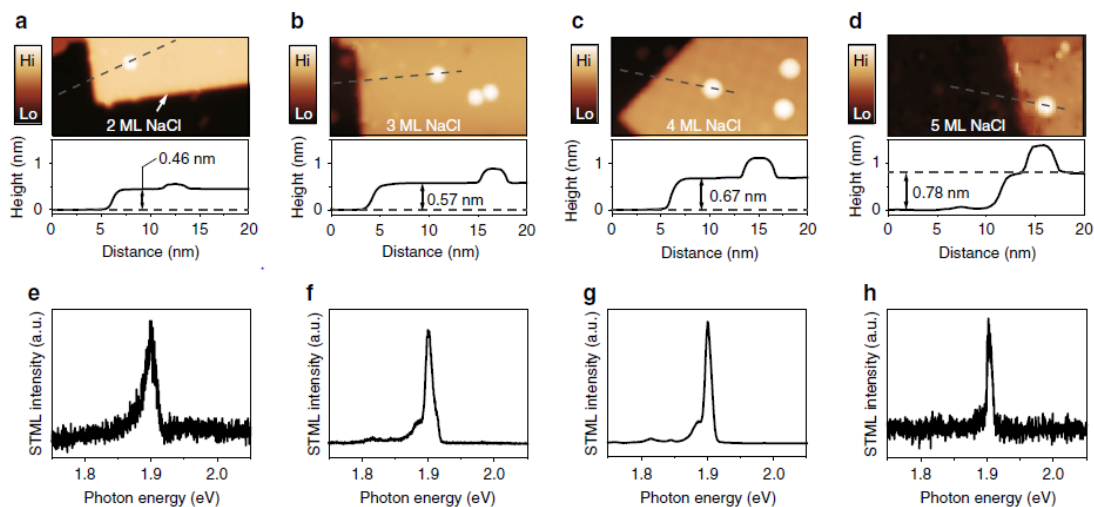 a
Hi
Lo
2 ML NaCl
Height (nm)
1
0
0.46 nm
0 5 10 15 20
Distance (nm)
b
Hi
Lo
3 ML NaCl
Height (nm)
1
0
0.57 nm
0 5 10 15 20
Distance (nm)
c
Hi
Lo
4 ML NaCl
Height (nm)
1
0
0.67 nm
0 5 10 15 20
Distance (nm)
d
Hi
Lo
5 ML NaCl
Height (nm)
1
0
0.78 nm
0 5 10 15 20
Distance (nm)
e
STML intensity (a.u.)
1.8 1.9 2.0
Photon energy (eV)
f
STML intensity (a.u.)
1.8 1.9 2.0
Photon energy (eV)
g
STML intensity (a.u.)
1.8 1.9 2.0
Photon energy (eV)
h
STML intensity (a.u.)
1.8 1.9 2.0
Photon energy (eV)